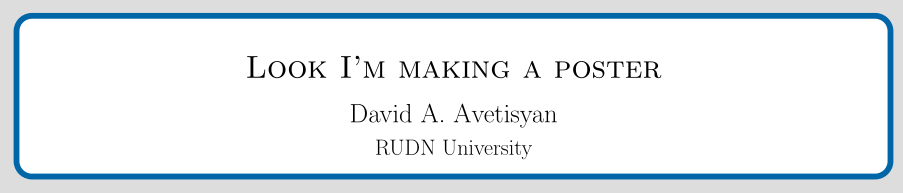 Look I'm making a poster
David A. Avetisyan
RUDN University